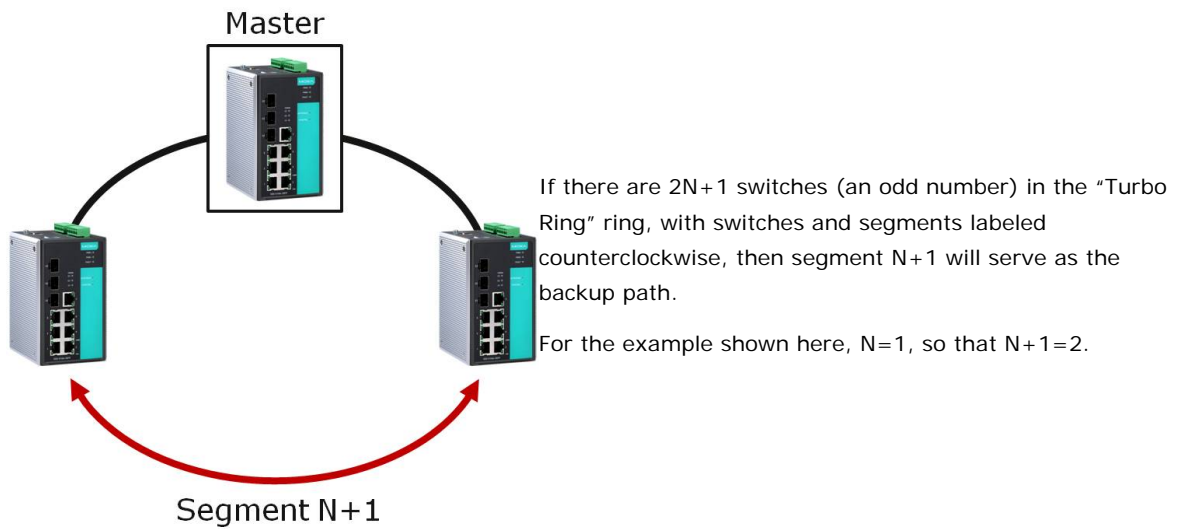 Master
If there are 2N+1 switches (an odd number) in the “Turbo
Ring” ring, with switches and segments labeled
counterclockwise, then segment N+1 will serve as the
backup path.
For the example shown here, N=1, so that N+1=2.
Segment N+1